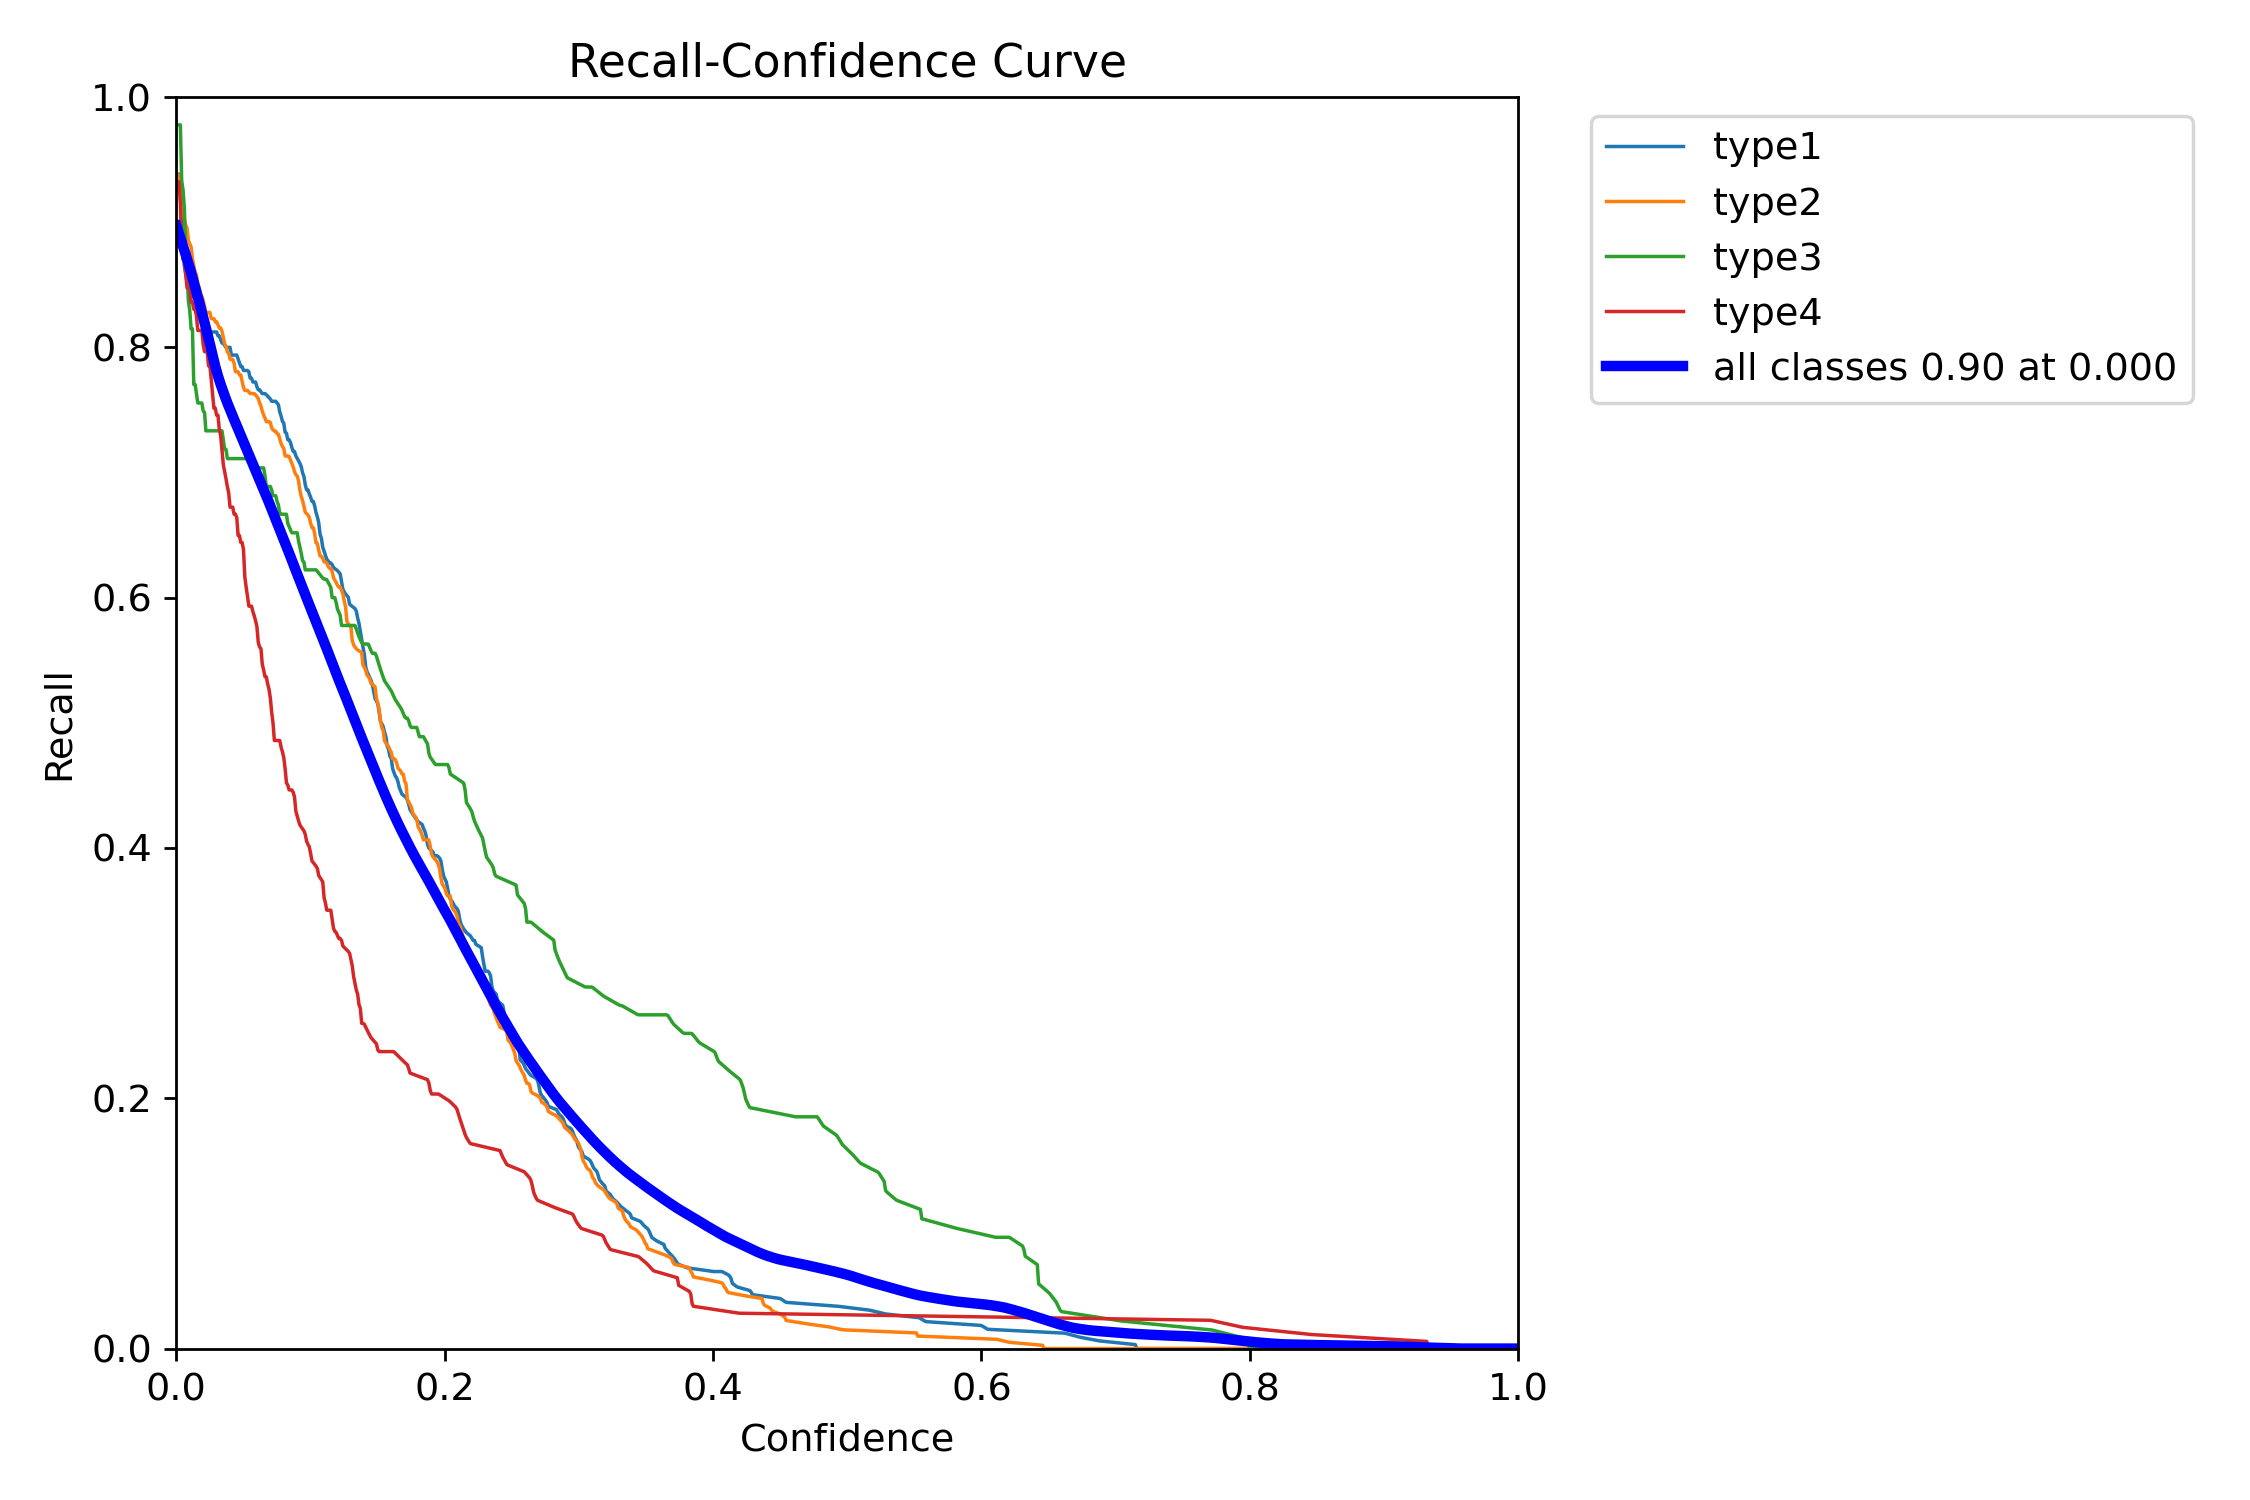 Recall-Confidence Curve
1.0
0.8
0.6
0.4
0.2
0.0
Recall
0.0 0.2 0.4 0.6 0.8 1.0
Confidence
type1
type2
type3
type4
all classes 0.90 at 0.000